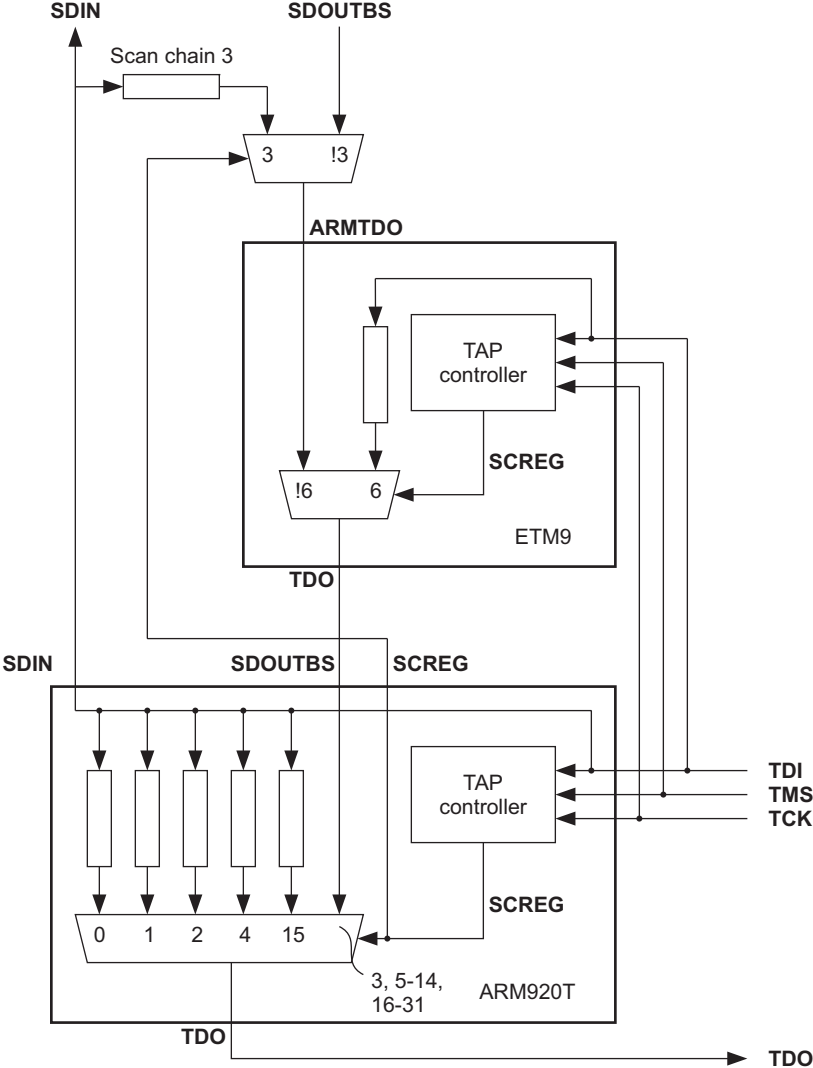 SDIN
SDOUTBS
Scan chain 3
3
!3
ARMTDO
TAP
controller
SCREG
!6
6
ETM9
TDO
SDIN
SDOUTBS
SCREG
TAP
controller
TDI
TMS
TCK
SCREG
0
1
2
4
15
3, 5-14,
16-31
ARM920T
TDO
TDO